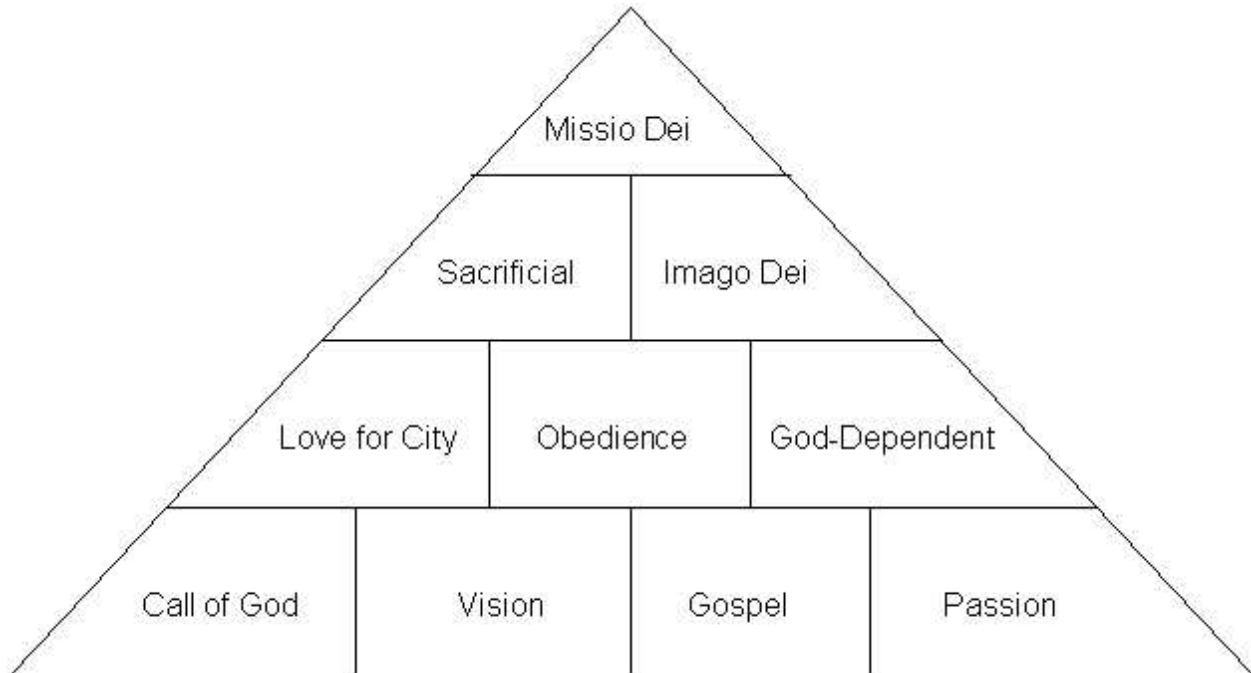 Missio Dei
Sacrificial
Imago Dei
Love for City
Obedience
God-Dependent
Call of God
Vision
Gospel
Passion